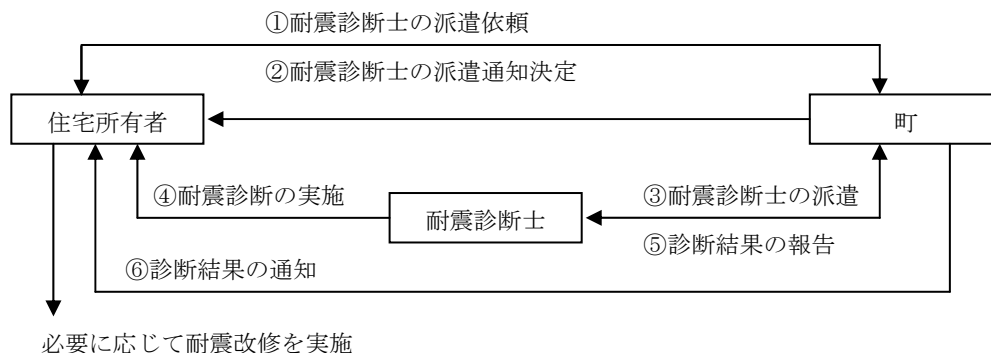 ①耐震診断士の派遣依頼
②耐震診断士の派遣通知決定
住宅所有者
町
④耐震診断の実施
③耐震診断士の派遣
耐震診断士
⑤診断結果の報告
⑥診断結果の通知
必要に応じて耐震改修を実施